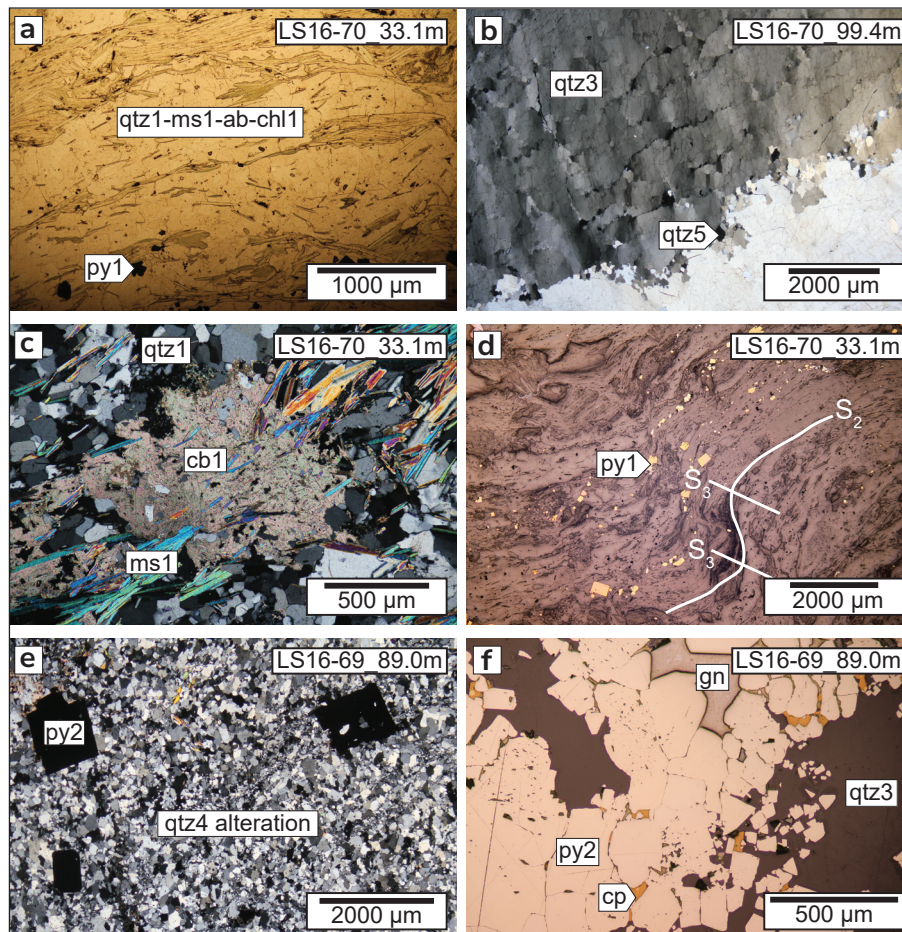 a
LS16-70_33.1m
qtz1-ms1-ab-chl1
py1
1000 µm
b
LS16-70_99.4m
qtz3
qtz5
2000 µm
c
LS16-70_33.1m
qtz1
cb1
ms1
500 µm
d
LS16-70_33.1m
S2
py1
S3
S3
2000 µm
e
LS16-69_89.0m
py2
qtz4 alteration
2000 µm
f
LS16-69_89.0m
gn
qtz3
py2
cp
500 µm